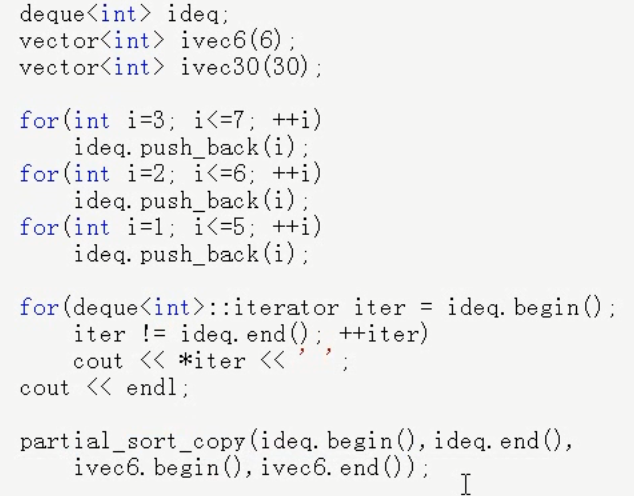 deque<int> ideq;
vector<int> ivec6(6);
vector<int> ivec30(30);
for(int i=3; i<=7; ++i)
ideq.push_back(i);
for(int i=2; i<=6; ++i)
ideq.push_back(i);
for(int i=1; i<=5; ++i)
ideq.push_back(i);
for(deque<int>::iterator iter = ideq.begin();
iter != ideq.end(); ++iter)
cout << *iter << ' ';
cout << endl;
partial_sort_copy(ideq.begin(),ideq.end(),
ivec6.begin(),ivec6.end());